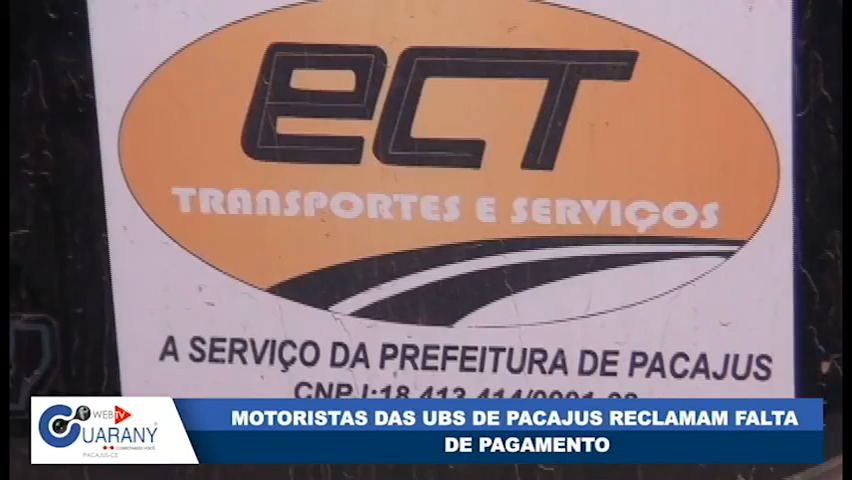 ECT
TRANSPORTES E SERVIÇOS
A SERVIÇO DA PREFEITURA DE PACAJUS
WEB TV
GUARANY
PACAJUS-CE
MOTORISTAS DAS UBS DE PACAJUS RECLAMAM FALTA
DE PAGAMENTO